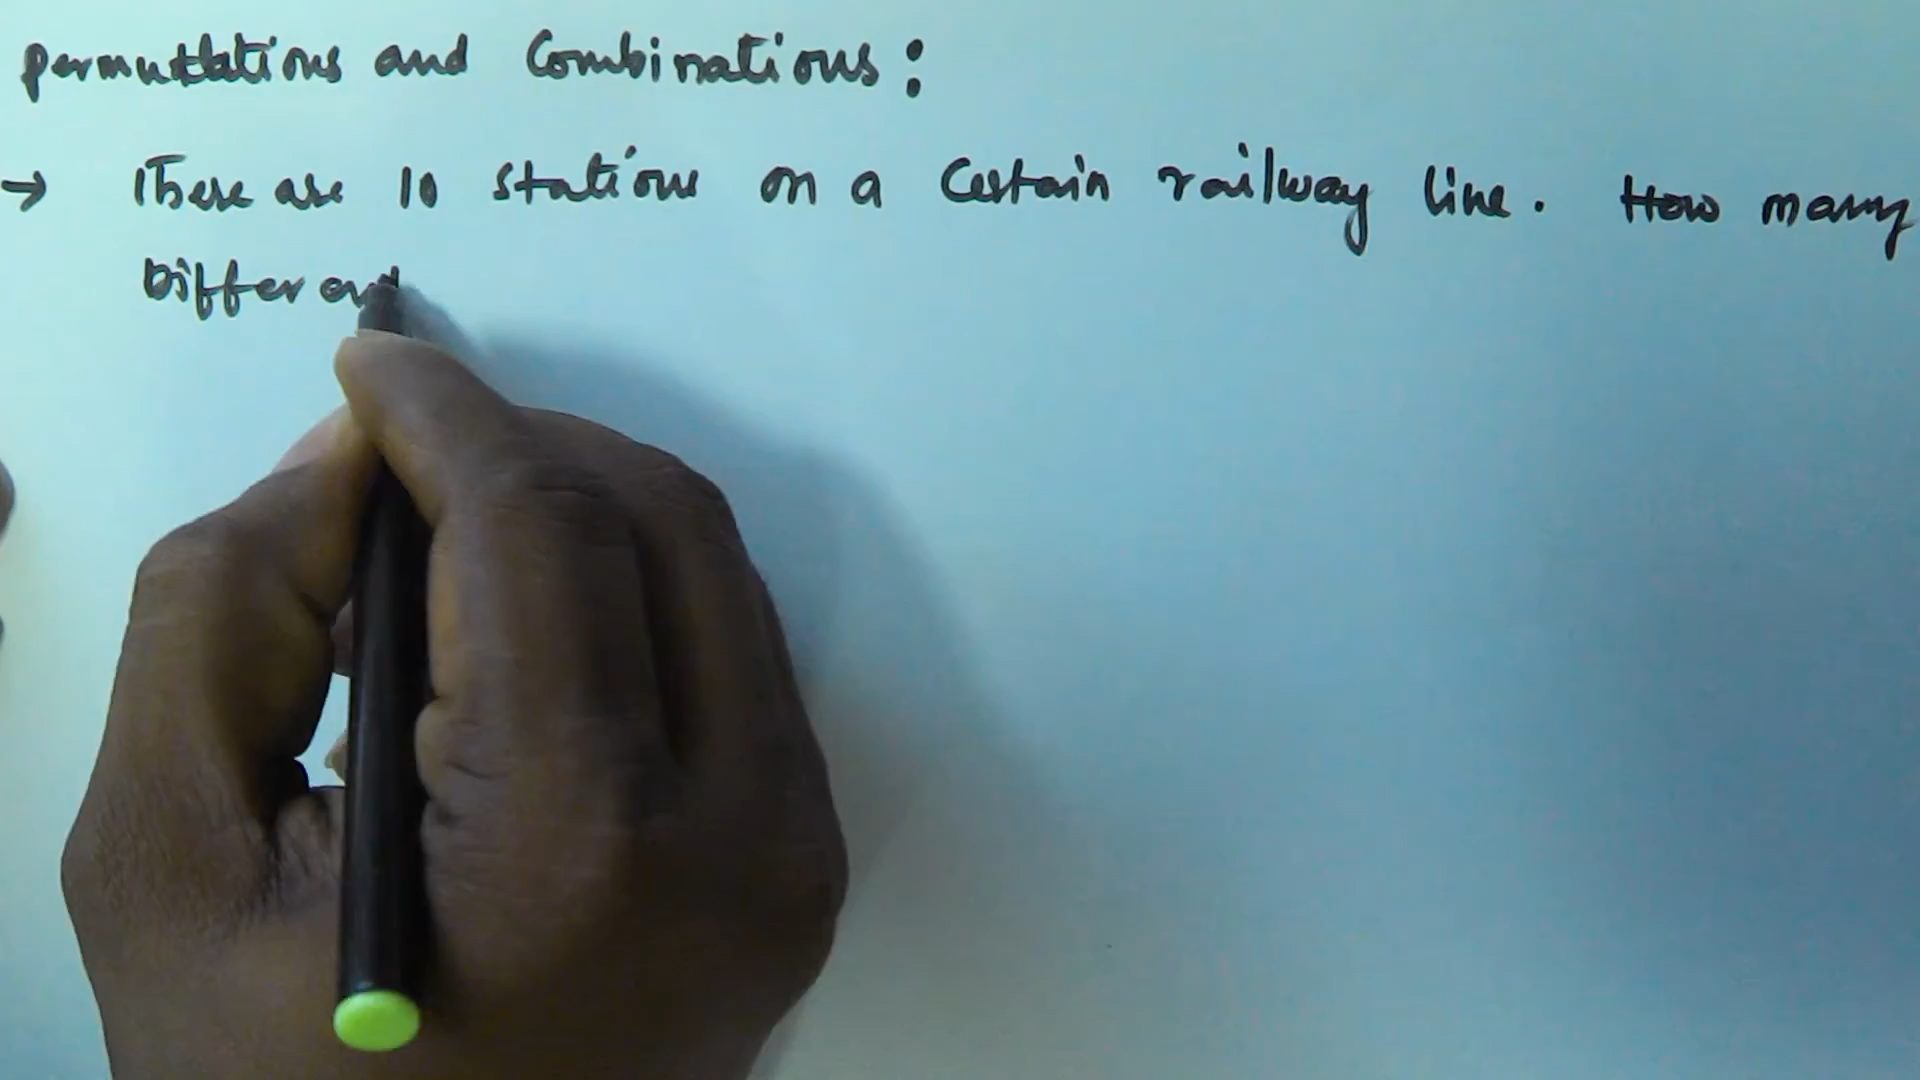 Permutations and Combinations:
→ There are 10 stations on a Certain railway line. How many
Different